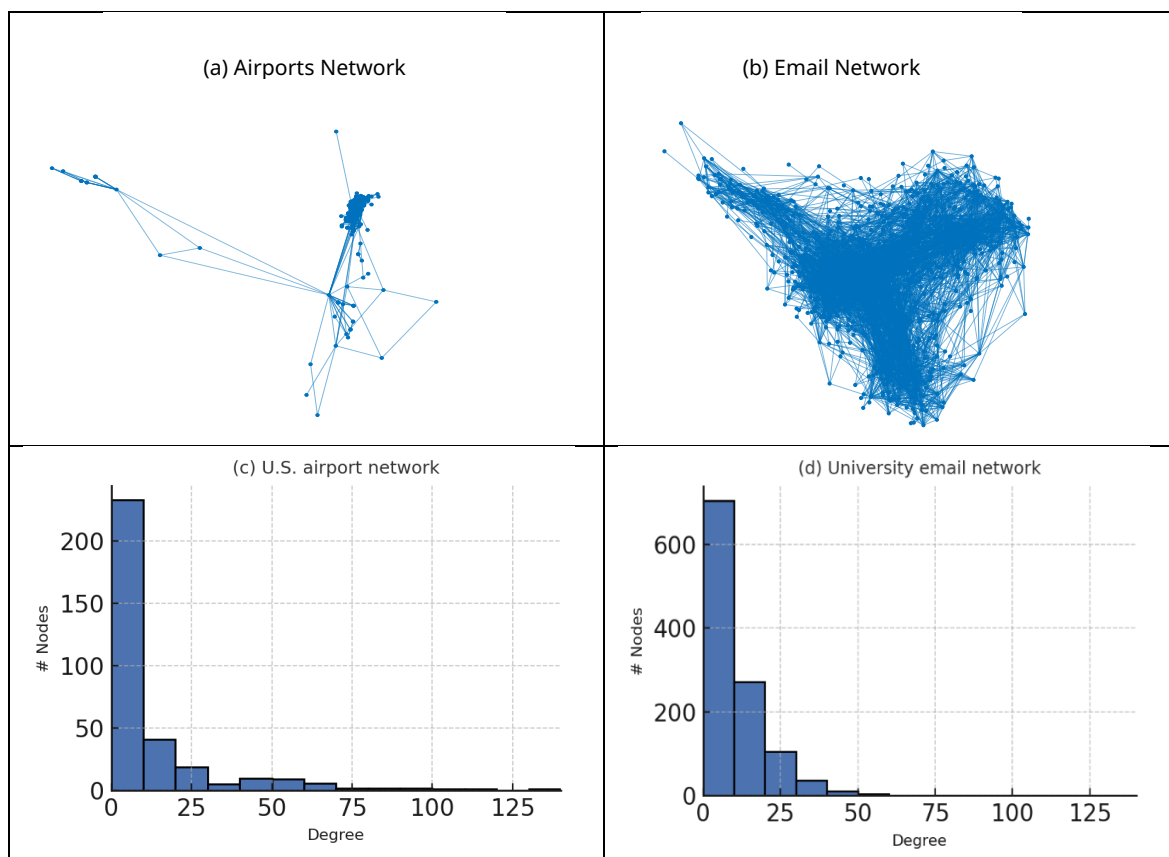 (a) Airports Network
(b) Email Network
(c) U.S. airport network
200
150
100
50
0
# Nodes
0 25 50 75 100 125
Degree
(d) University email network
600
400
200
0
# Nodes
0 25 50 75 100 125
Degree